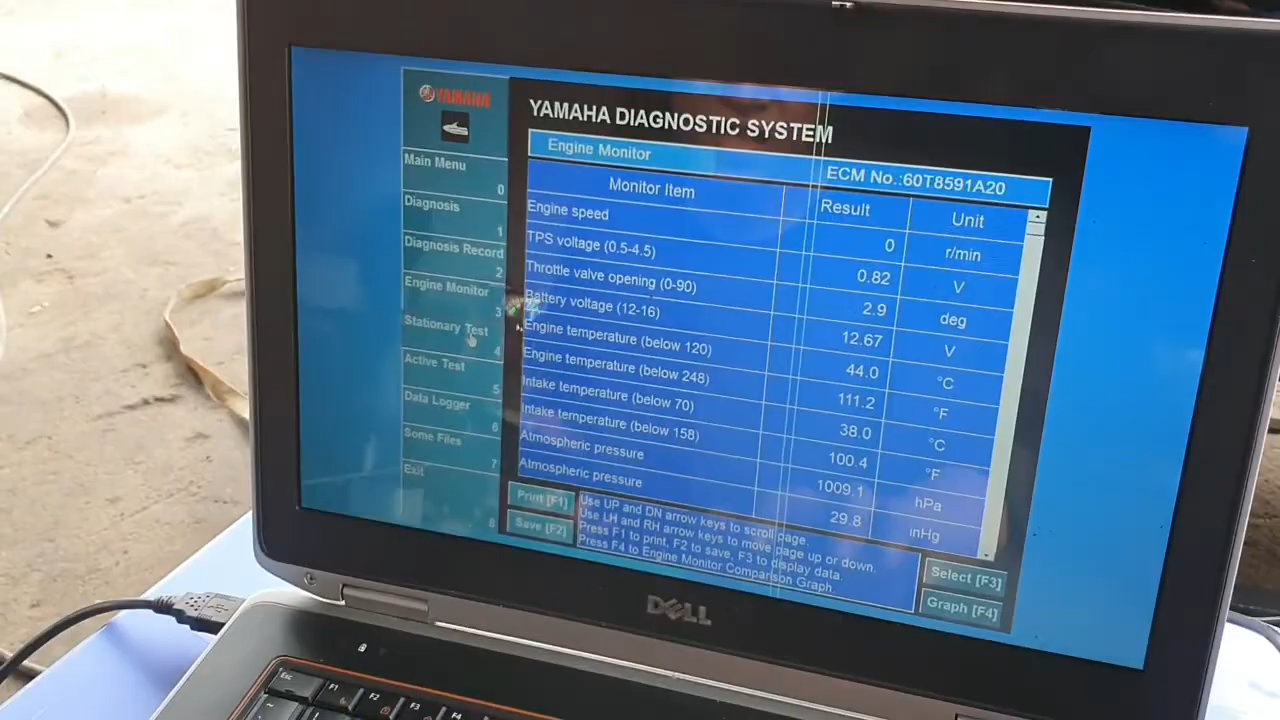 YAMAHA
YAMAHA DIAGNOSTIC SYSTEM
Engine Monitor
ECM No.:60T8591A20
Main Menu
0
Diagnosis
1
Diagnosis Record
2
Engine Monitor
3
Stationary Test
4
Active Test
5
Data Logger
6
Some Files
7
Exit
8
Monitor Item Result Unit
Engine speed 0 r/min
TPS voltage (0.5-4.5) 0.82 V
Throttle valve opening (0-90) 2.9 deg
Battery voltage (12-16) 12.67 V
Engine temperature (below 120) 44.0 °C
Engine temperature (below 248) 111.2 °F
Intake temperature (below 70) 38.0 °C
Intake temperature (below 158) 100.4 °F
Atmospheric pressure 1009.1 hPa
Atmospheric pressure 29.8 inHg
Print [F1]
Save [F2]
Use UP and DN arrow keys to scroll page.
Use LH and RH arrow keys to move page up or down.
Press F1 to print, F2 to save, F3 to display data.
Press F4 to Engine Monitor Comparison Graph.
Select [F3]
Graph [F4]
DELL
Esc
F1
F2
F3
F4
~
!